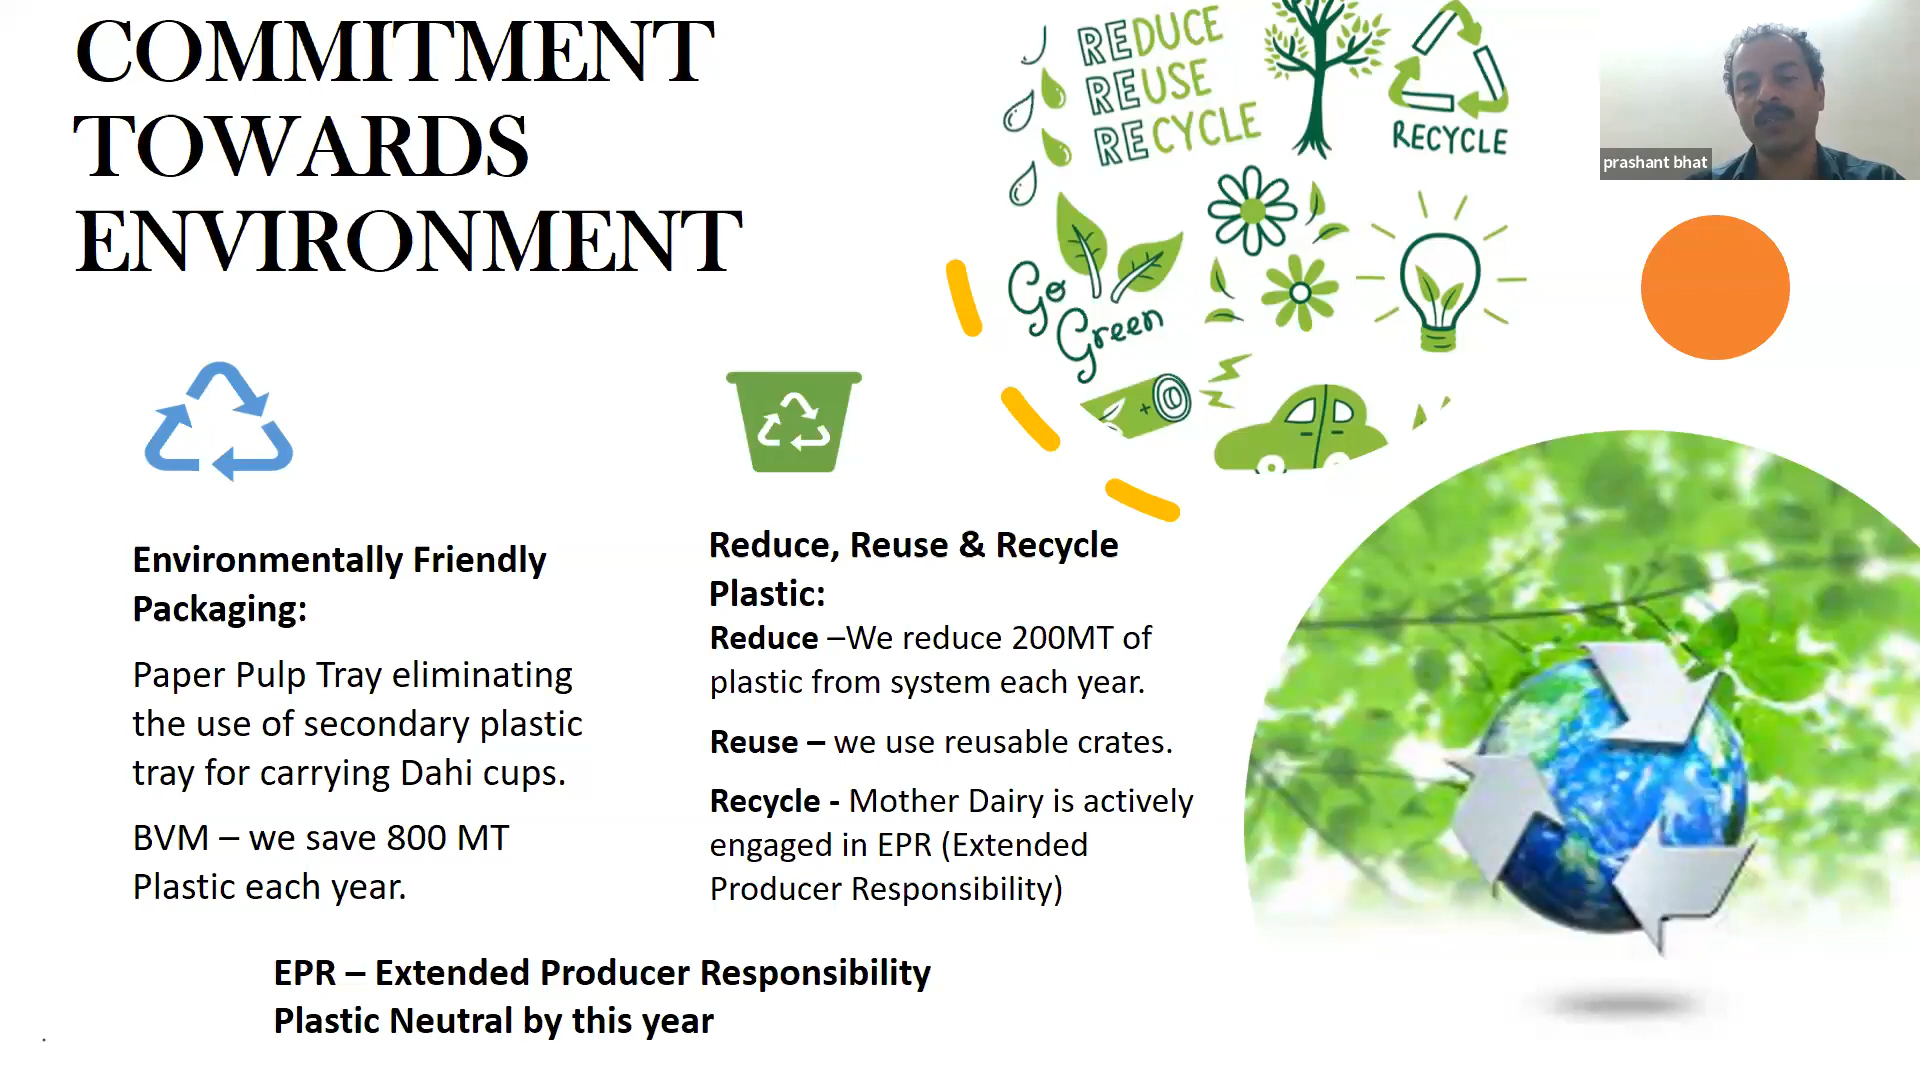 COMMITMENT
TOWARDS
ENVIRONMENT
REDUCE
REUSE
RECYCLE
RECYCLE
prashant bhat
Go
Green
Environmentally Friendly
Packaging:
Paper Pulp Tray eliminating
the use of secondary plastic
tray for carrying Dahi cups.
BVM – we save 800 MT
Plastic each year.
Reduce, Reuse & Recycle
Plastic:
Reduce –We reduce 200MT of
plastic from system each year.
Reuse – we use reusable crates.
Recycle - Mother Dairy is actively
engaged in EPR (Extended
Producer Responsibility)
EPR – Extended Producer Responsibility
Plastic Neutral by this year